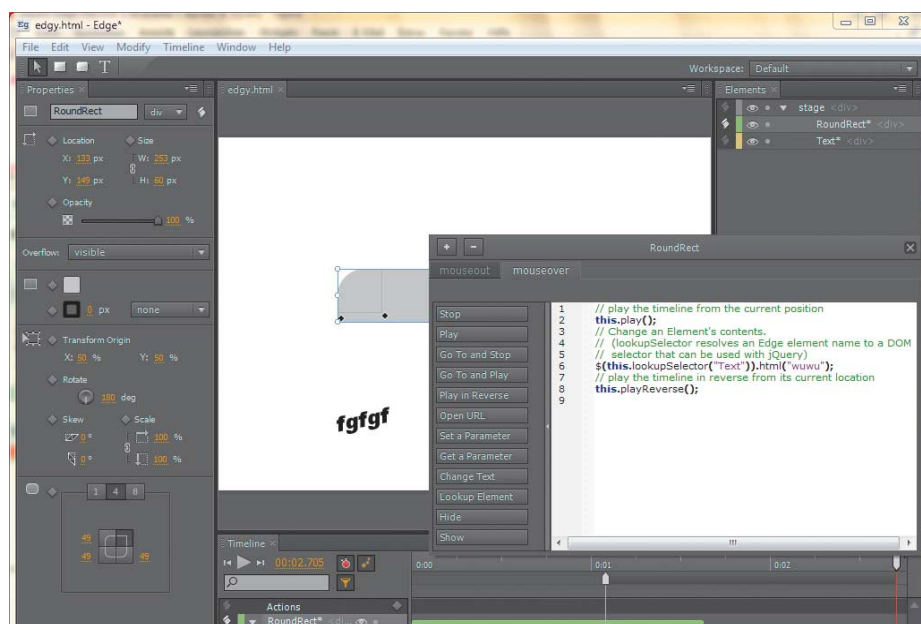 Eg edgy.html - Edge*
File Edit View Modify Timeline Window Help
T
Workspace: Default
Properties ×
edgy.html ×
Elements ×
RoundRect div
stage <div>
RoundRect* <div>
Text* <div>
Location Size
X: 133 px W: 253 px
Y: 149 px H: 60 px
Opacity
100 %
Overflow: visible
0 px none
Transform Origin
X: 50 % Y: 50 %
Rotate
180 deg
Skew Scale
0 ° 100 %
0 ° 100 %
1 4 8
49
49 49
fgfgf
+ - RoundRect
mouseout mouseover
Stop
Play
Go To and Stop
Go To and Play
Play in Reverse
Open URL
Set a Parameter
Get a Parameter
Change Text
Lookup Element
Hide
Show
1 // play the timeline from the current position
2 this.play();
3 // Change an Element's contents.
4 // (lookupSelector resolves an Edge element name to a DOM
5 // selector that can be used with jQuery)
6 $(this.lookupSelector("Text")).html("wuwu");
7 // play the timeline in reverse from its current location
8 this.playReverse();
9
Timeline ×
00:02.705
0:00 0:01 0:02
Actions
RoundRect* <di...